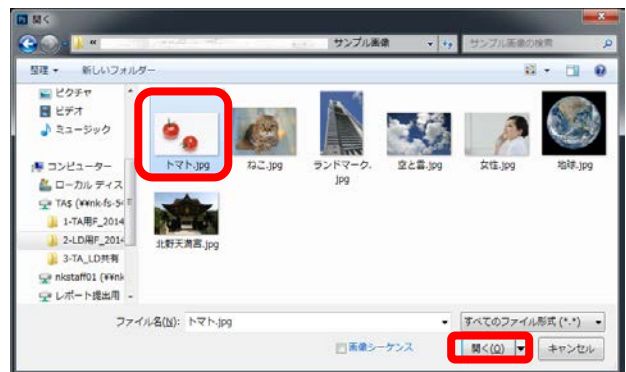 開く
«
サンプル画像
サンプル画像の検索
整理
新しいフォルダー
ピクチャ
ビデオ
ミュージック
コンピューター
ローカル ディス
TA$ (¥¥nk-fs-5
1-TA用F_2014
2-LD用F_2014
3-TA_LD共有
nkstaff01 (¥¥nk
レポート提出用
トマト.jpg
ねこ.jpg
ランドマーク.
jpg
空と雲.jpg
女性.jpg
地球.jpg
北野天満宮.jpg
ファイル名(N): トマト.jpg
すべてのファイル形式 (*.*)
画像シーケンス
開く(O)
キャンセル